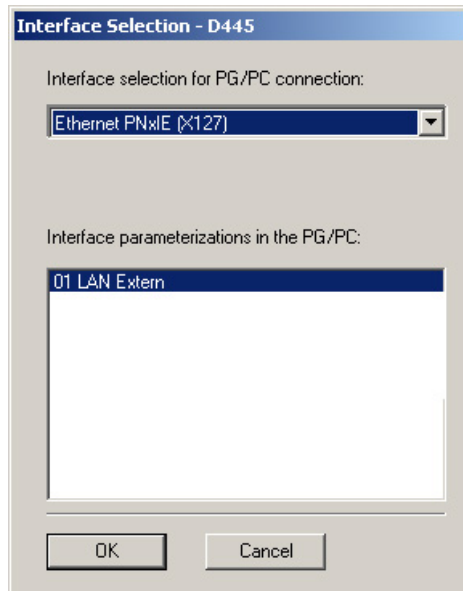 Interface Selection - D445
Interface selection for PG/PC connection:
Ethernet PNxIE (X127)
Interface parameterizations in the PG/PC:
01 LAN Extern
OK
Cancel